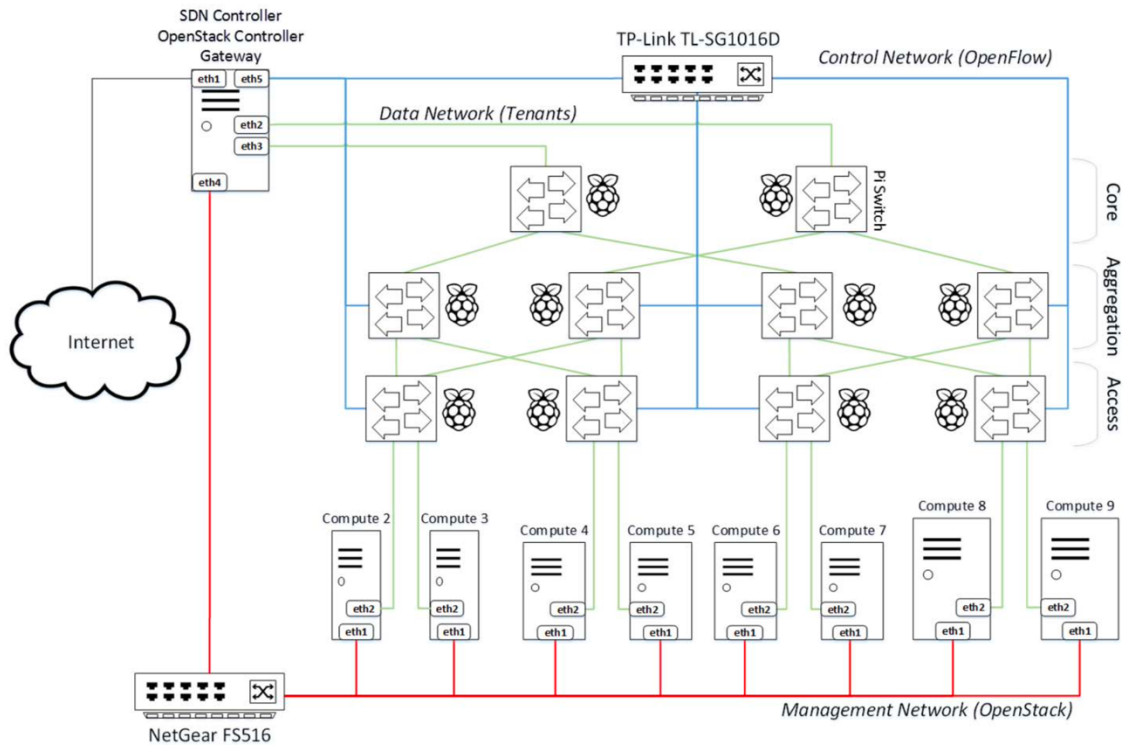 SDN Controller
OpenStack Controller
Gateway
TP-Link TL-SG1016D
Control Network (OpenFlow)
eth1
eth5
Data Network (Tenants)
eth2
eth3
eth4
Pi Switch
Core
Aggregation
Internet
Access
Compute 2
Compute 3
Compute 4
Compute 5
Compute 6
Compute 7
Compute 8
Compute 9
eth2
eth2
eth2
eth2
eth2
eth2
eth2
eth2
eth1
eth1
eth1
eth1
eth1
eth1
eth1
eth1
Management Network (OpenStack)
NetGear FS516